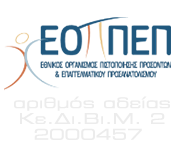 ΕΟΠΠΕΠ
ΕΘΝΙΚΟΣ ΟΡΓΑΝΙΣΜΟΣ ΠΙΣΤΟΠΟΙΗΣΗΣ ΠΡΟΣΟΝΤΩΝ
& ΕΠΑΓΓΕΛΜΑΤΙΚΟΥ ΠΡΟΣΑΝΑΤΟΛΙΣΜΟΥ
αριθμός αδείας
Κε.Δι.Βι.Μ. 2
2000457